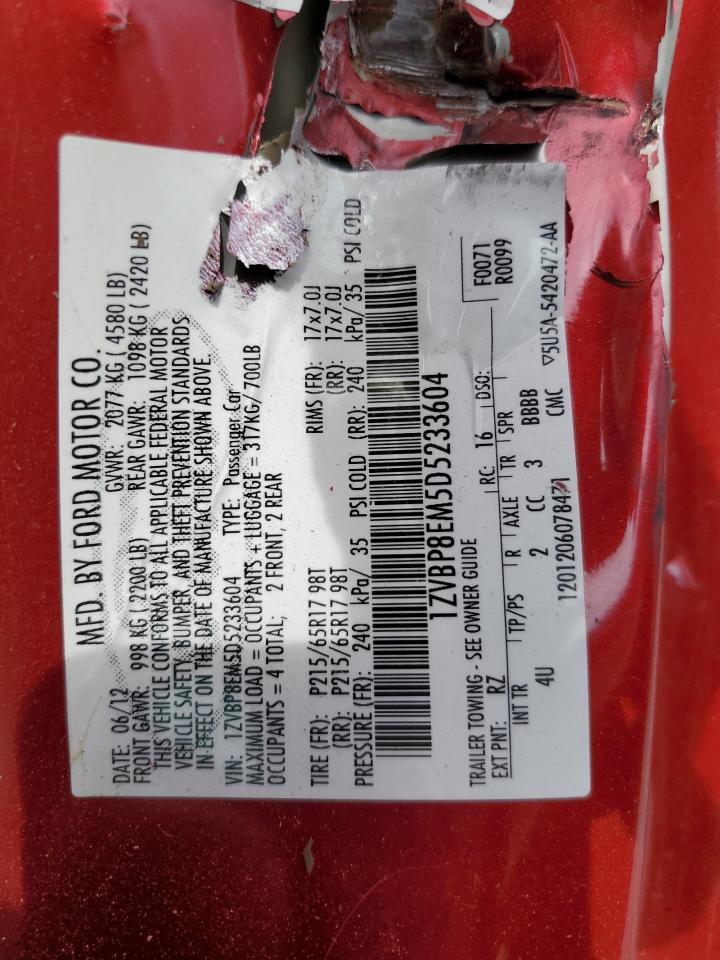 MFD. BY FORD MOTOR CO.
DATE: 06/12 GVWR: 2077 KG ( 4580 LB)
FRONT GAWR: 998 KG ( 2200 LB) REAR GAWR: 1098 KG ( 2420 LB)
THIS VEHICLE CONFORMS TO ALL APPLICABLE FEDERAL MOTOR
VEHICLE SAFETY, BUMPER, AND THEFT PREVENTION STANDARDS
IN EFFECT ON THE DATE OF MANUFACTURE SHOWN ABOVE.
VIN: 1ZVBP8EM5D5233604 TYPE: Passenger Car
MAXIMUM LOAD = OCCUPANTS + LUGGAGE = 317KG/ 700LB
OCCUPANTS = 4 TOTAL; 2 FRONT, 2 REAR
TIRE (FR): P215/65R17 98T RIMS (FR): 17x7.0J
(RR): P215/65R17 98T (RR): 17x7.0J
PRESSURE (FR): 240 kPa/ 35 PSI COLD (RR): 240 kPa/ 35 PSI COLD
1ZVBP8EM5D5233604
TRAILER TOWING - SEE OWNER GUIDE F0071
EXT PNT: RZ RC: 16 DSO: R0099
INT TR TP/PS R AXLE TR SPR
4U 2 CC 3 BBBB
1201206078471 CMC ▽5U5A-5420472-AA